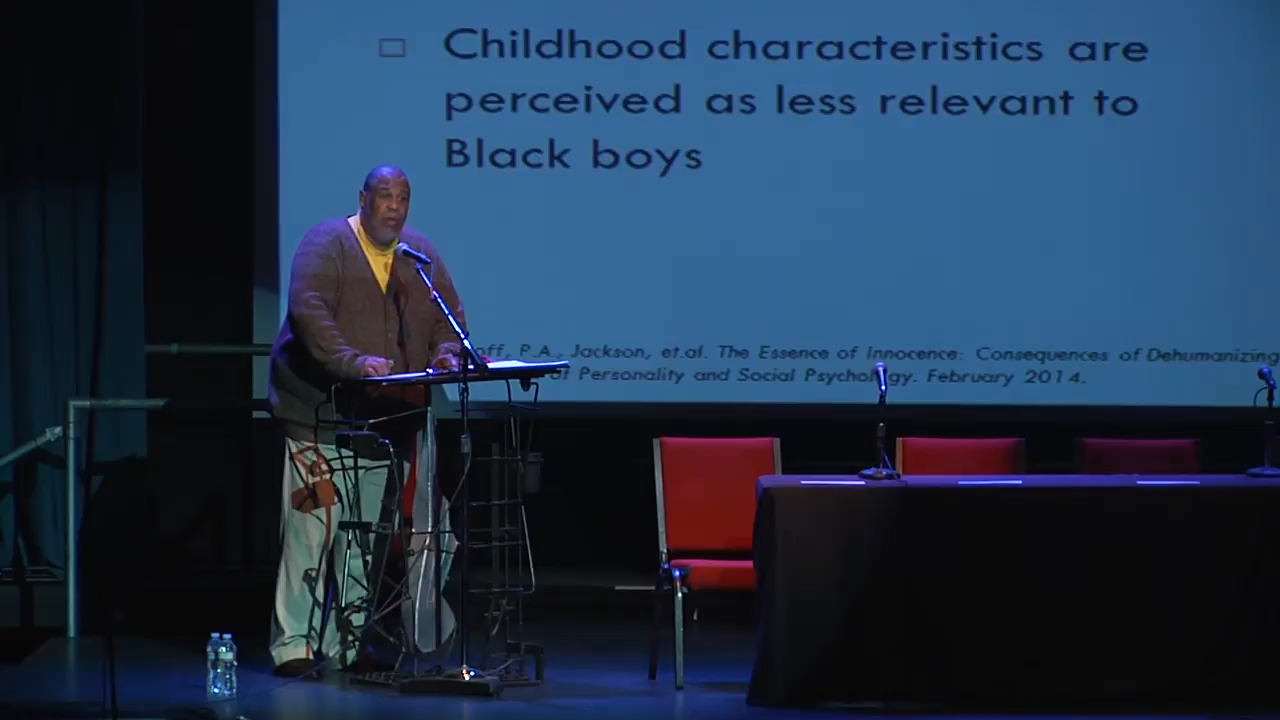 Childhood characteristics are
perceived as less relevant to
Black boys
P.A., Jackson, et.al. The Essence of Innocence: Consequences of Dehumanizing
of Personality and Social Psychology. February 2014.